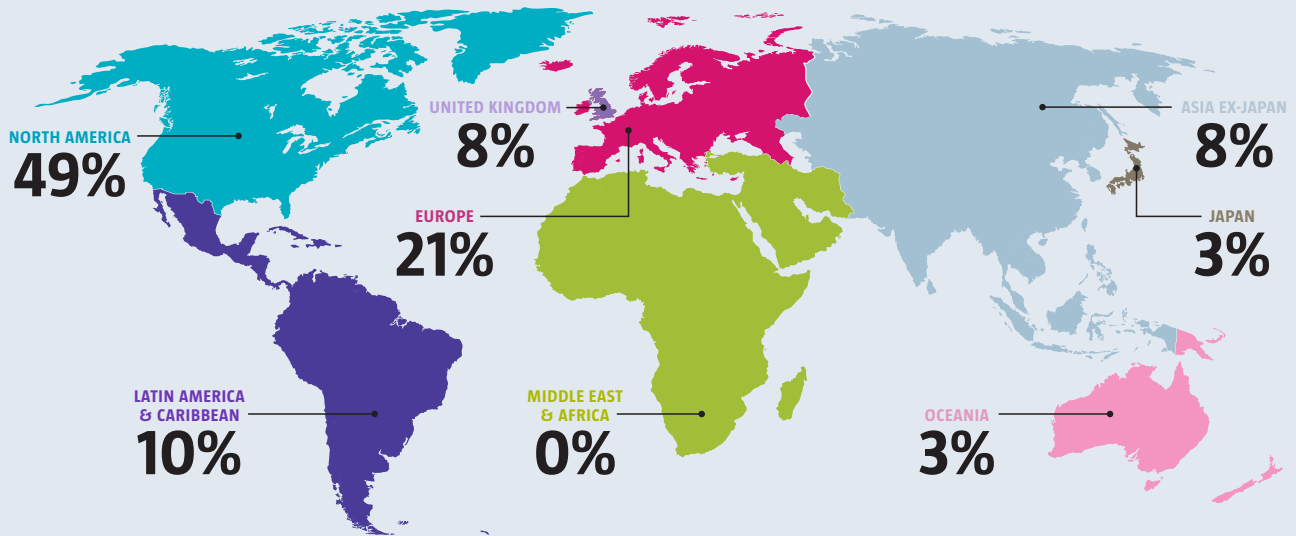 UNITED KINGDOM
8%
ASIA EX-JAPAN
8%
NORTH AMERICA
49%
EUROPE
21%
JAPAN
3%
LATIN AMERICA
& CARIBBEAN
10%
MIDDLE EAST
& AFRICA
0%
OCEANIA
3%